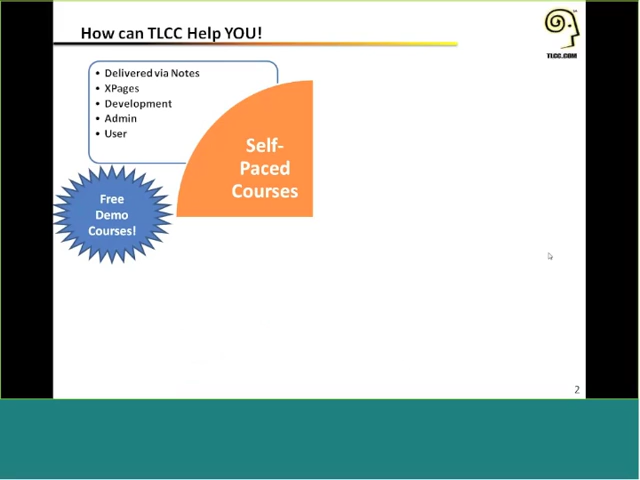 How can TLCC Help YOU!
TLCC.COM
• Delivered via Notes
• XPages
• Development
• Admin
• User
Self-
Paced
Courses
Free
Demo
Courses!
2